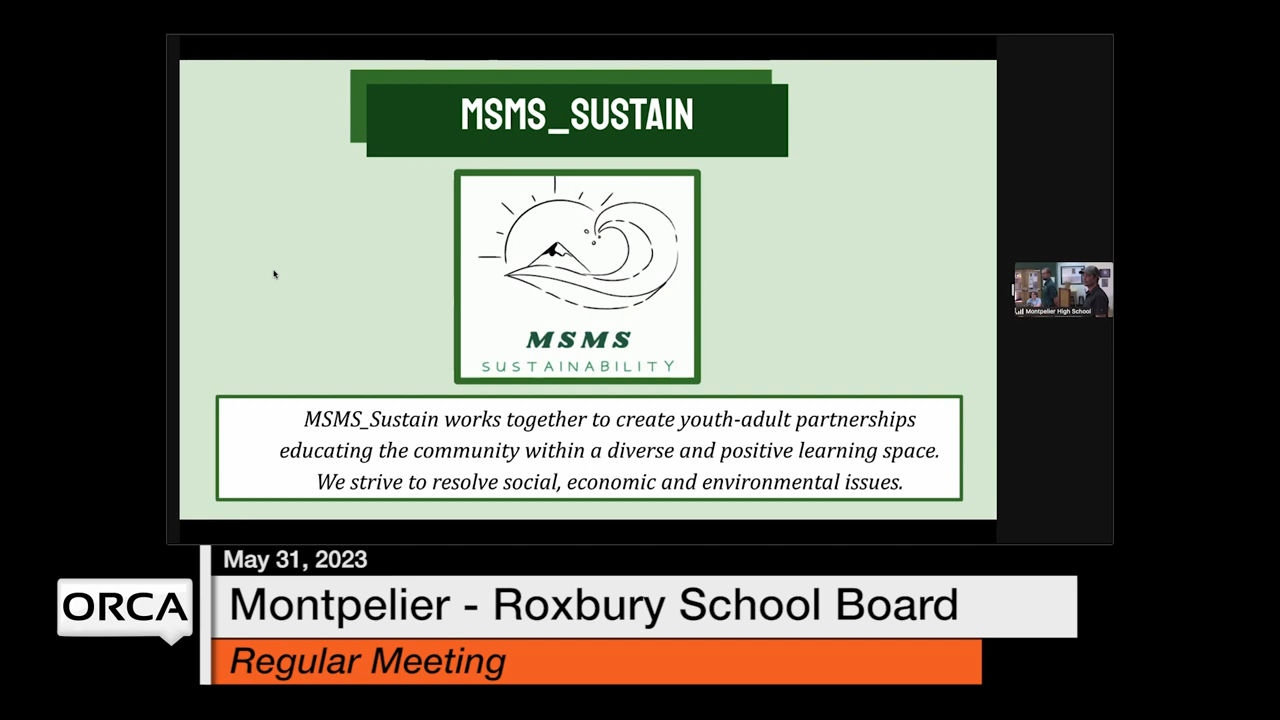 MSMS_SUSTAIN
MSMS
SUSTAINABILITY
MSMS_Sustain works together to create youth-adult partnerships
educating the community within a diverse and positive learning space.
We strive to resolve social, economic and environmental issues.
Montpelier High School
May 31, 2023
ORCA
Montpelier - Roxbury School Board
Regular Meeting